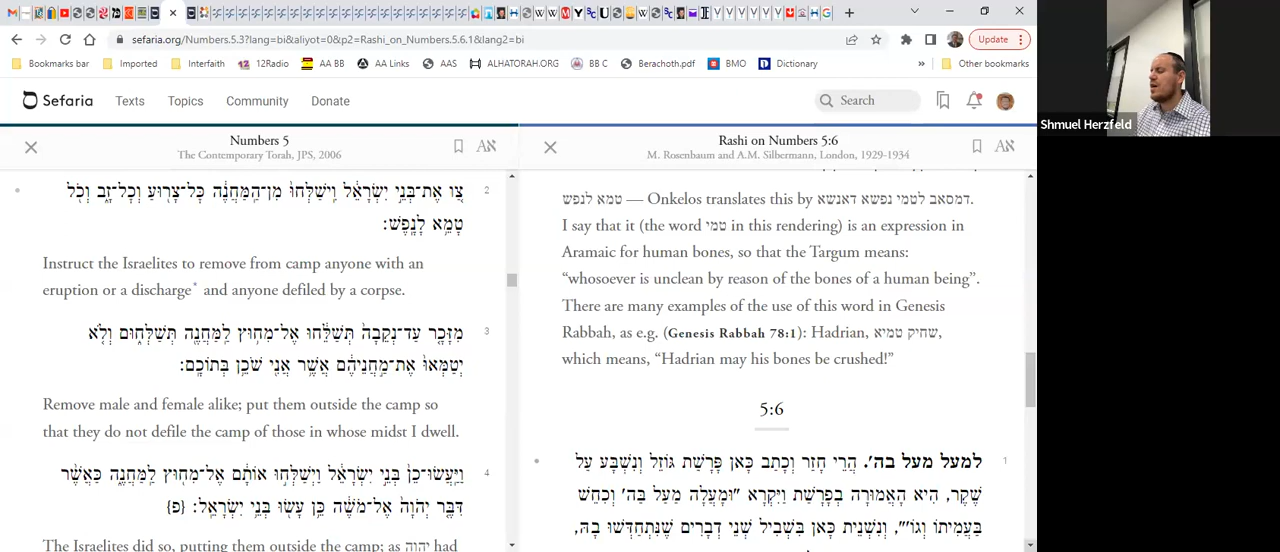 sefaria.org/Numbers.5.3?lang=bi&aliyot=0&p2=Rashi_on_Numbers.5.6.1&lang2=bi
Update
Bookmarks bar
Imported
Interfaith
12Radio
AA BB
AA Links
AAS
ALHATORAH.ORG
BB C
Berachoth.pdf
BMO
Dictionary
»
Other bookmarks
Sefaria
Texts
Topics
Community
Donate
Search
Shmuel Herzfeld
Numbers 5
The Contemporary Torah, JPS, 2006
אA
2
צַו אֶת־בְּנֵי יִשְׂרָאֵל וִישַׁלְּחוּ מִן־הַמַּחֲנֶה כׇּל־צָרוּעַ וְכׇל־זָב וְכֹל
טָמֵא לָנָפֶשׁ׃
Instruct the Israelites to remove from camp anyone with an
eruption or a discharge* and anyone defiled by a corpse.
3
מִזָּכָר עַד־נְקֵבָה תְּשַׁלֵּחוּ אֶל־מִחוּץ לַמַּחֲנֶה תְּשַׁלְּחוּם וְלֹא
יְטַמְּאוּ אֶת־מַחֲנֵיהֶם אֲשֶׁר אֲנִי שֹׁכֵן בְּתוֹכָם׃
Remove male and female alike; put them outside the camp so
that they do not defile the camp of those in whose midst I dwell.
4
וַיַּעֲשׂוּ־כֵן בְּנֵי יִשְׂרָאֵל וַיְשַׁלְּחוּ אוֹתָם אֶל־מִחוּץ לַמַּחֲנֶה כַּאֲשֶׁר
דִּבֶּר יְהֹוָה אֶל־מֹשֶׁה כֵּן עָשׂוּ בְּנֵי יִשְׂרָאֵל׃ {פ}
The Israelites did so, putting them outside the camp; as יהוה had
Rashi on Numbers 5:6
M. Rosenbaum and A.M. Silbermann, London, 1929-1934
אA
טמא לנפש — Onkelos translates this by דמסאב לטמי נפשא דאנשא.
I say that it (the word טמי in this rendering) is an expression in
Aramaic for human bones, so that the Targum means:
“whosoever is unclean by reason of the bones of a human being”.
There are many examples of the use of this word in Genesis
Rabbah, as e.g. (Genesis Rabbah 78:1): Hadrian, שחיק טמיא,
which means, “Hadrian may his bones be crushed!”
5:6
1
למעל מעל בה׳. הֲרֵי חָזַר וְכָתַב כָּאן פָּרָשַׁת גּוֹזֵל וְנִשְׁבָּע עַל
שֶׁקֶר, הִיא הָאֲמוּרָה בְפָרָשַׁת וַיִּקְרָא "וּמָעֲלָה מַעַל בַּה' וְכִחֵשׁ
בַּעֲמִיתוֹ וְגוֹ'", וְנִשְׁנֵית כָּאן בִּשְׁבִיל שְׁנֵי דְבָרִים שֶׁנִּתְחַדְּשׁוּ בָהּ,